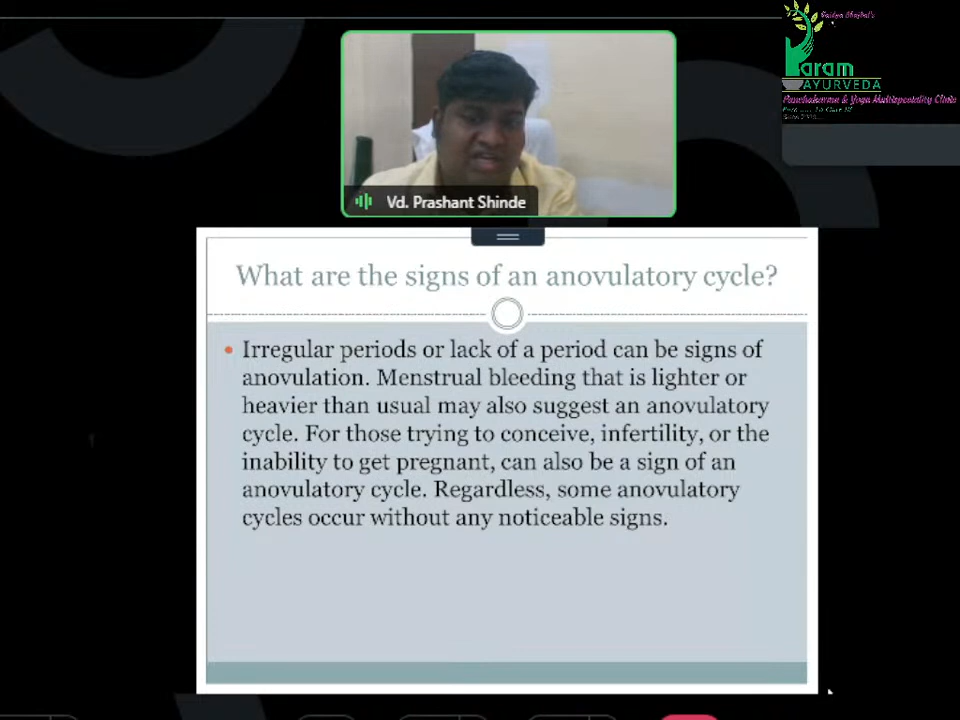 Vaidya Mezbal's
Param
AYURVEDA
Panchakarma & Yoga Multispeciality Clinic
Vd. Prashant Shinde
What are the signs of an anovulatory cycle?
• Irregular periods or lack of a period can be signs of
anovulation. Menstrual bleeding that is lighter or
heavier than usual may also suggest an anovulatory
cycle. For those trying to conceive, infertility, or the
inability to get pregnant, can also be a sign of an
anovulatory cycle. Regardless, some anovulatory
cycles occur without any noticeable signs.